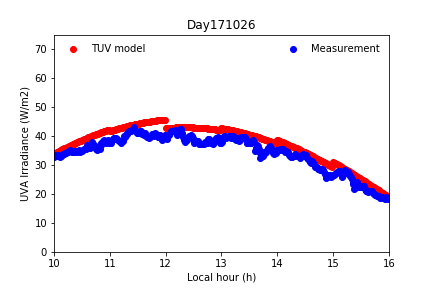 Day171026
TUV model
Measurement
UVA Irradiance (W/m2)
70
60
50
40
30
20
10
0
10 11 12 13 14 15 16
Local hour (h)